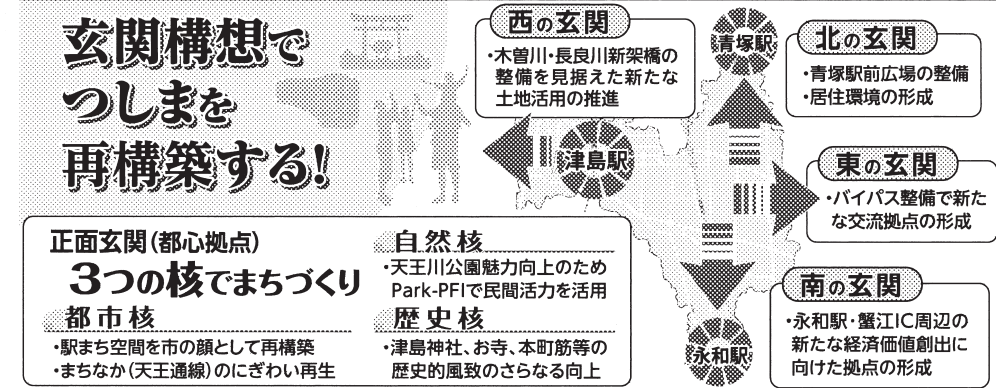 玄関構想で
つしまを
再構築する!
西の玄関
・木曽川・長良川新架橋の
整備を見据えた新たな
土地活用の推進
青塚駅
北の玄関
・青塚駅前広場の整備
・居住環境の形成
津島駅
東の玄関
・バイパス整備で新た
な交流拠点の形成
正面玄関(都心拠点)
3つの核でまちづくり
都市核
・駅まち空間を市の顔として再構築
・まちなか(天王通線)のにぎわい再生
自然核
・天王川公園魅力向上のため
Park-PFIで民間活力を活用
歴史核
・津島神社、お寺、本町筋等の
歴史的風致のさらなる向上
永和駅
南の玄関
・永和駅・蟹江IC周辺の
新たな経済価値創出に
向けた拠点の形成